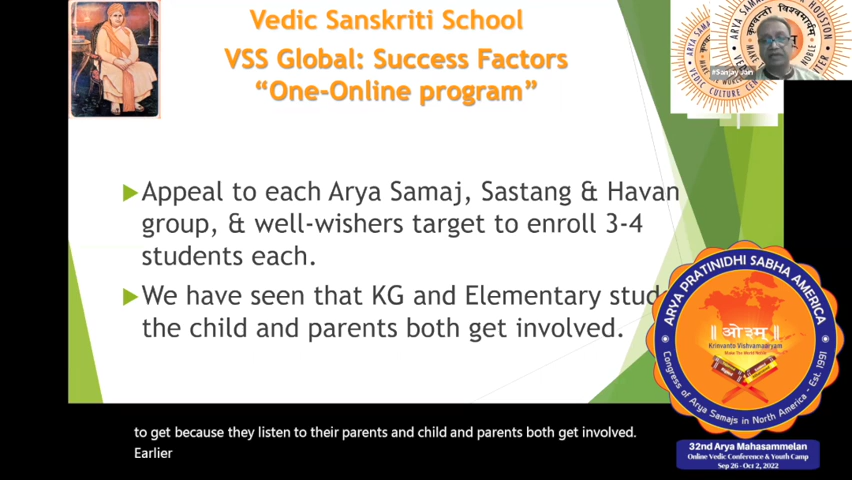 Vedic Sanskriti School
VSS Global: Success Factors
“One-Online program”
#Sanjay Jain
Appeal to each Arya Samaj, Sastang & Havan
group, & well-wishers target to enroll 3-4
students each.
We have seen that KG and Elementary stud
the child and parents both get involved.
ARYA PRATINIDHI SABHA AMERICA
॥ ओ३म् ॥
Krinvanto Vishvamaaryam
Make The World Noble
Congress of Arya Samajs in North America - Est. 1991
32nd Arya Mahasammelan
Online Vedic Conference & Youth Camp
Sep 26 - Oct 2, 2022
to get because they listen to their parents and child and parents both get involved.
Earlier